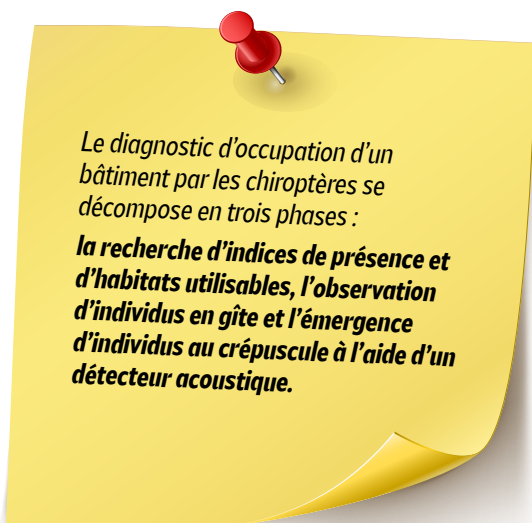 Le diagnostic d’occupation d’un
bâtiment par les chiroptères se
décompose en trois phases :
la recherche d’indices de présence et
d’habitats utilisables, l’observation
d’individus en gîte et l’émergence
d’individus au crépuscule à l’aide d’un
détecteur acoustique.